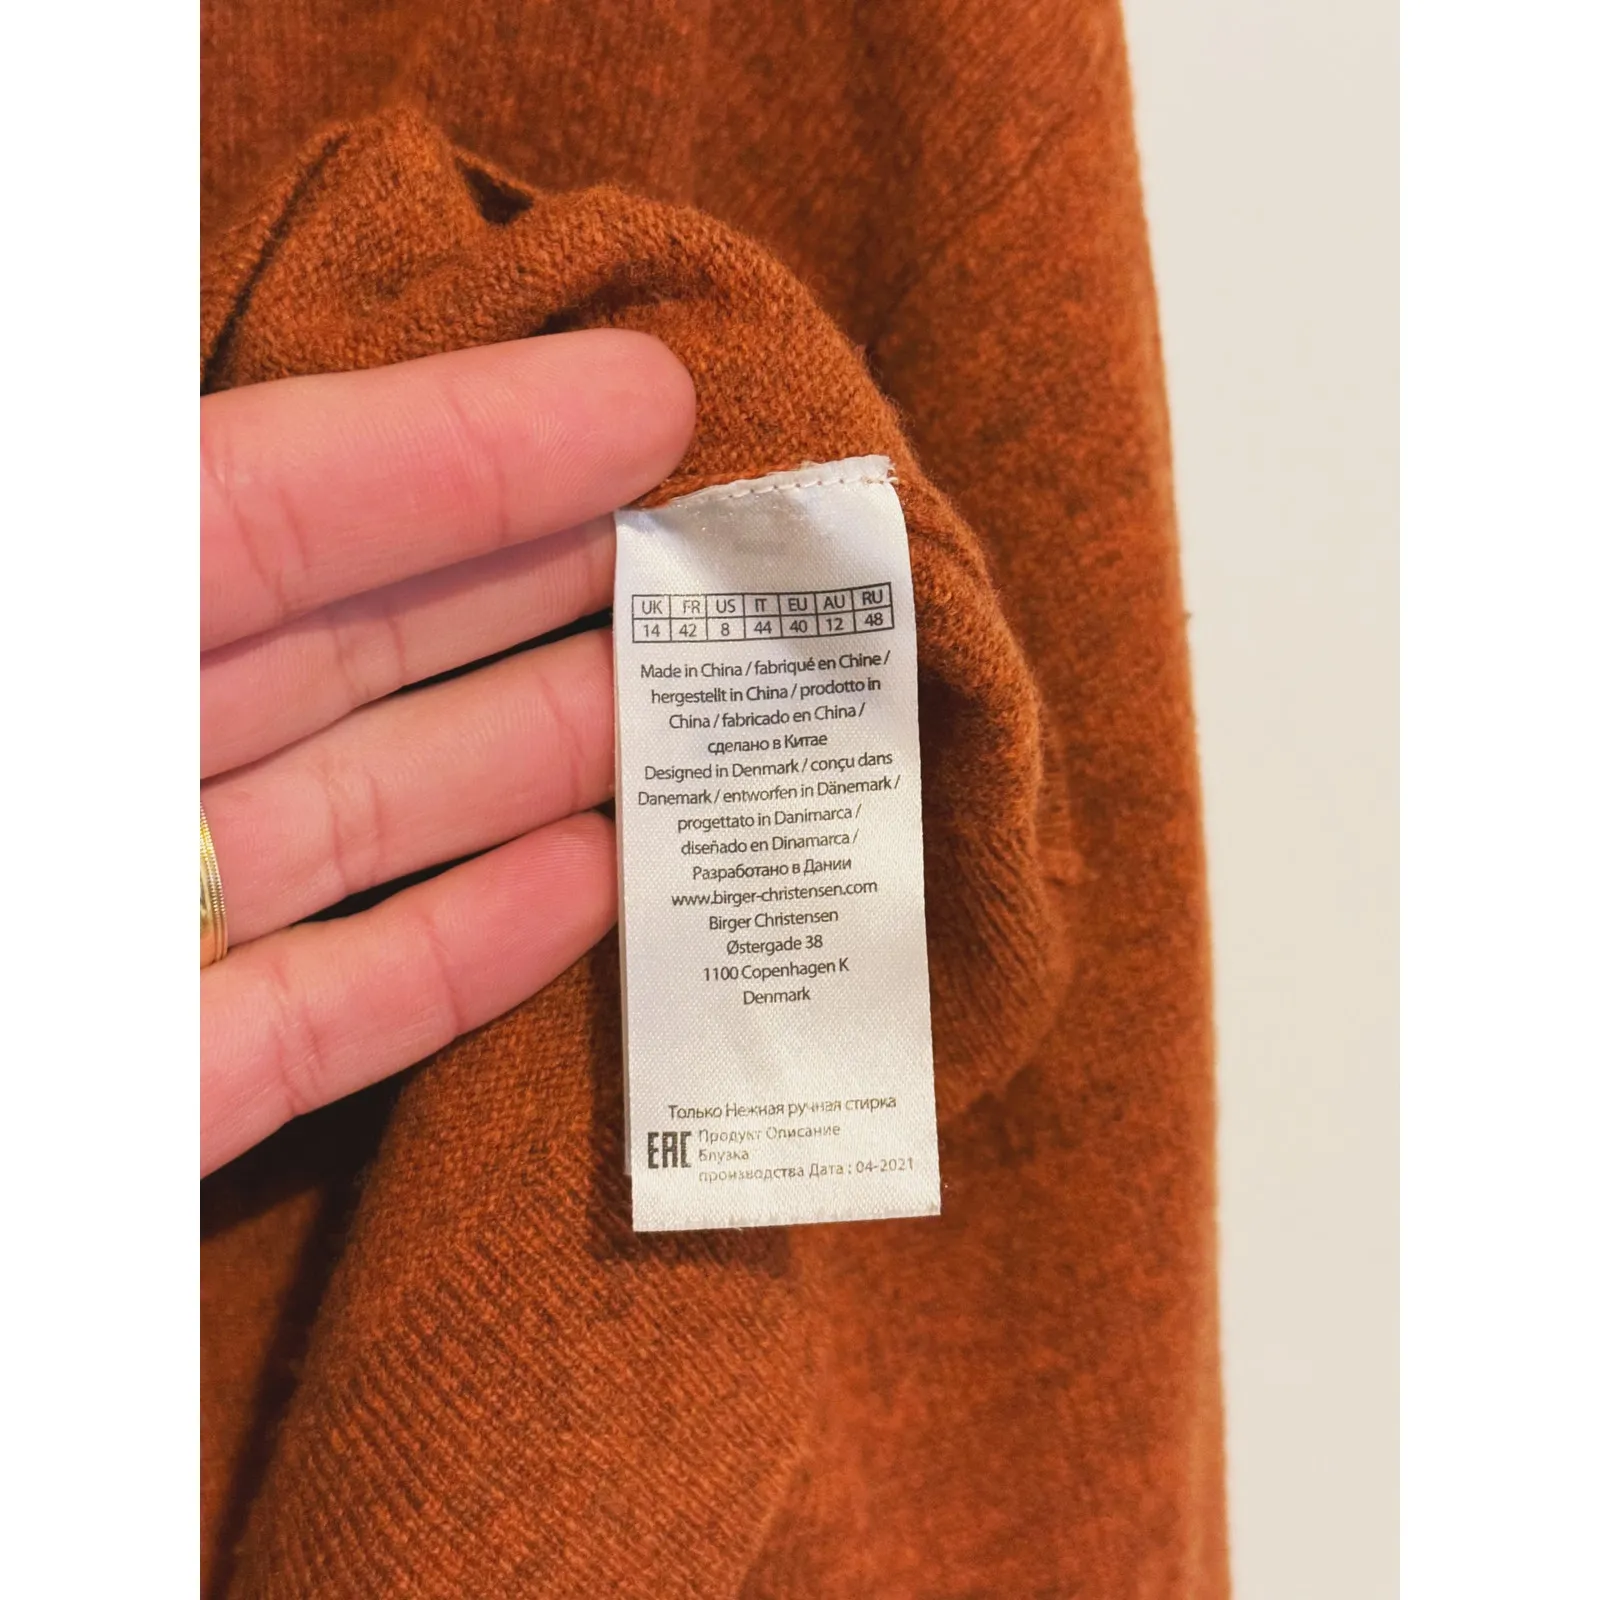 UK FR US IT EU AU RU
14 42 8 44 40 12 48
Made in China / fabriqué en Chine /
hergestellt in China / prodotto in
China / fabricado en China /
сделано в Китае
Designed in Denmark / conçu dans
Danemark / entworfen in Dänemark /
progettato in Danimarca /
diseñado en Dinamarca /
Разработано в Дании
www.birger-christensen.com
Birger Christensen
Østergade 38
1100 Copenhagen K
Denmark
Только Нежная ручная стирка
EAC Продукт Описание
Блузка
производства Дата : 04-2021